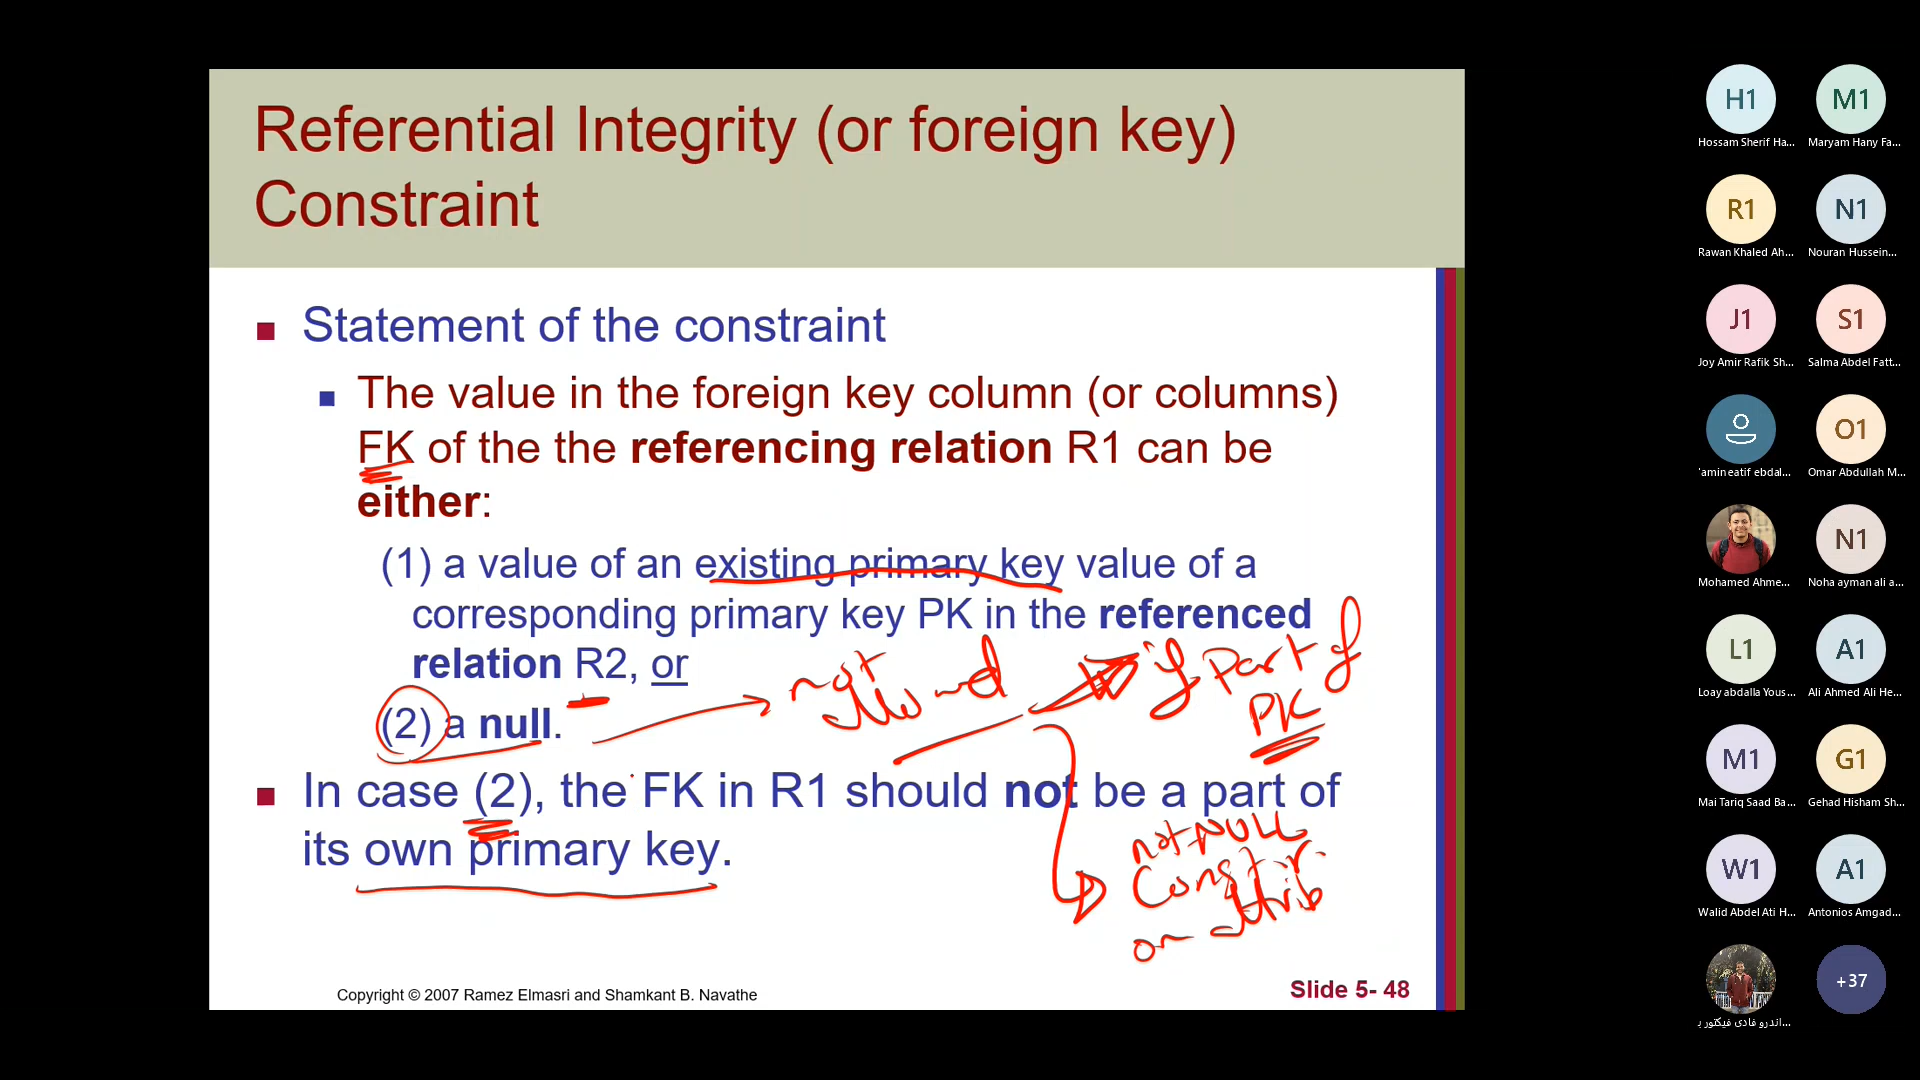 Referential Integrity (or foreign key)
Constraint
Statement of the constraint
The value in the foreign key column (or columns)
FK of the the referencing relation R1 can be
either:
(1) a value of an existing primary key value of a
corresponding primary key PK in the referenced
relation R2, or
(2) a null.
not allowed
if part of
PK
In case (2), the FK in R1 should not be a part of
its own primary key.
not NULL
Constr.
on attrib
Copyright © 2007 Ramez Elmasri and Shamkant B. Navathe
Slide 5- 48
H1
Hossam Sherif Ha...
M1
Maryam Hany Fa...
R1
Rawan Khaled Ah...
N1
Nouran Hussein...
J1
Joy Amir Rafik Sh...
S1
Salma Abdel Fatt...
'amin eatif ebdal...
O1
Omar Abdullah M...
Mohamed Ahme...
N1
Noha ayman ali a...
L1
Loay abdalla Yous...
A1
Ali Ahmed Ali He...
M1
Mai Tariq Saad Ba...
G1
Gehad Hisham Sh...
W1
Walid Abdel Ati H...
A1
Antonios Amgad...
اندرو فادى فيكتور ب...
+37